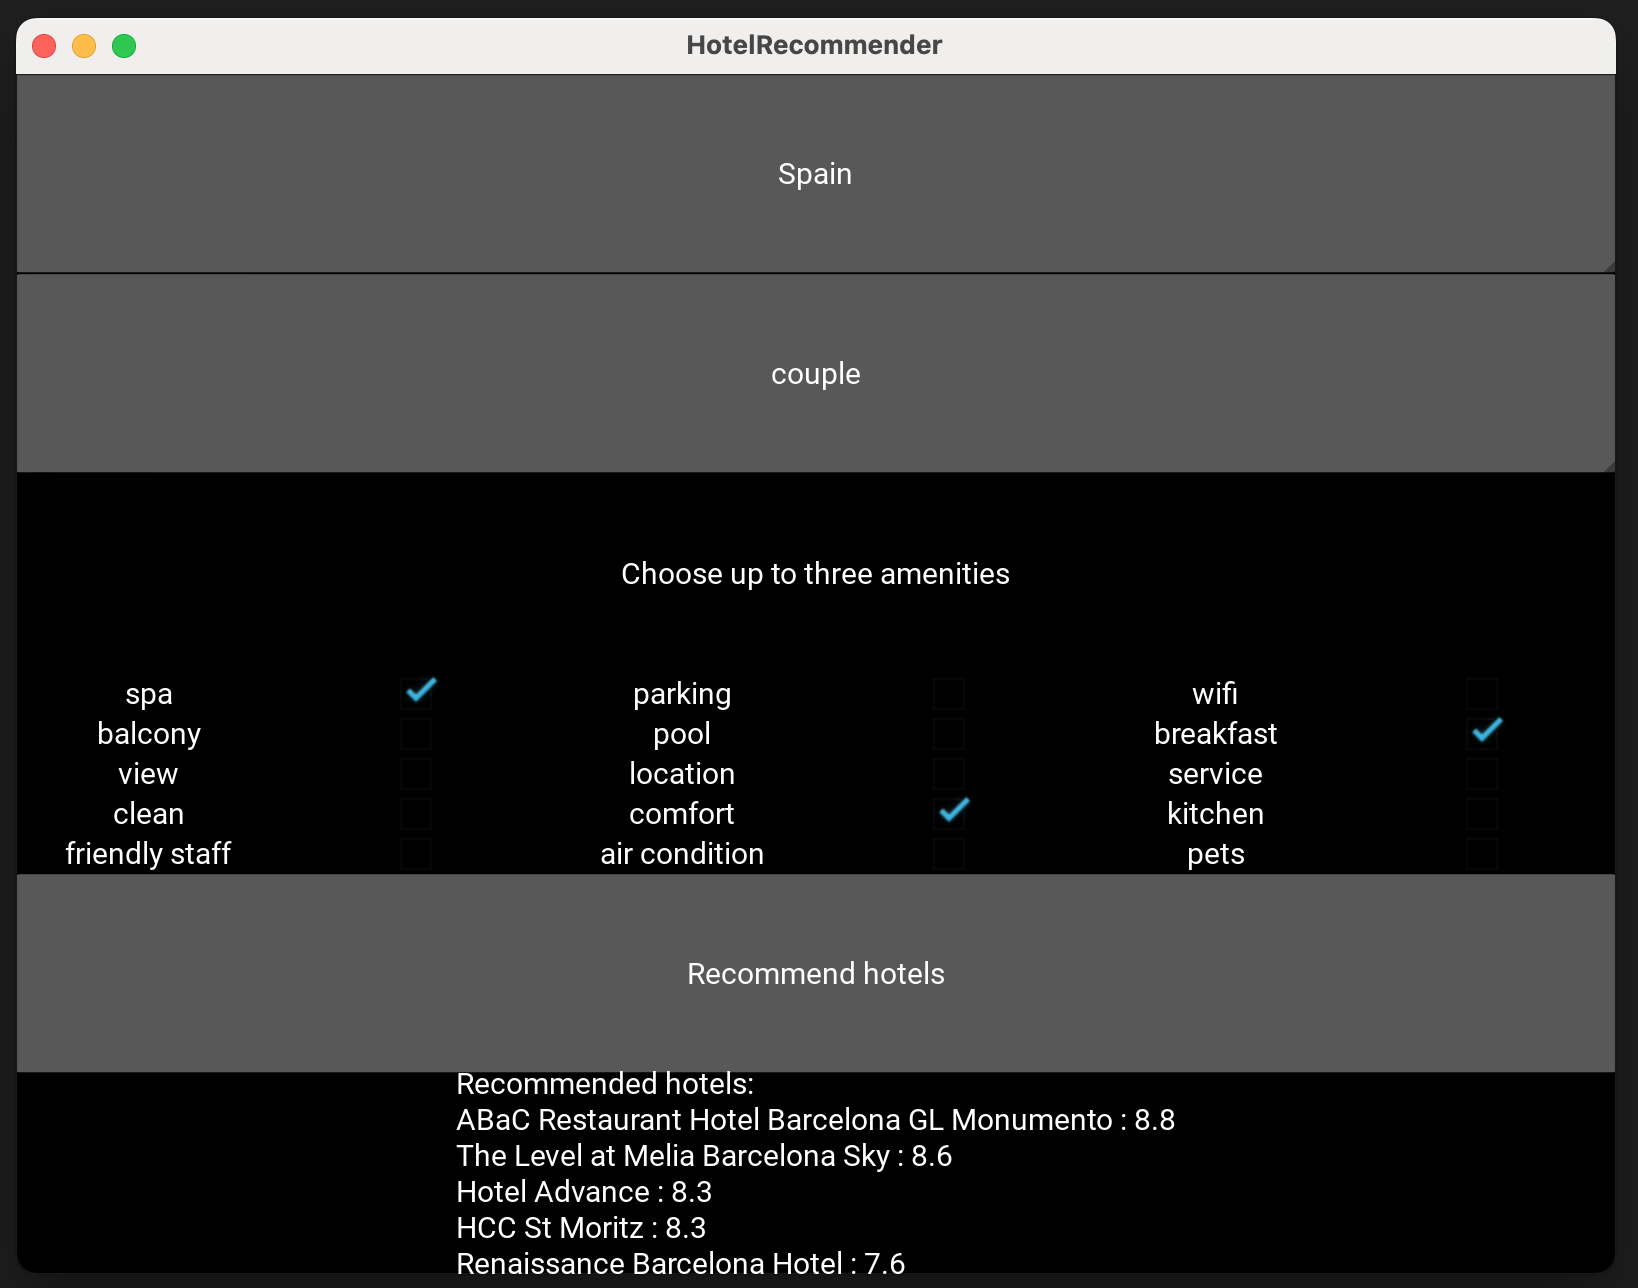 HotelRecommender
Spain
couple
Choose up to three amenities
spa parking wifi
balcony pool breakfast
view location service
clean comfort kitchen
friendly staff air condition pets
Recommend hotels
Recommended hotels:
ABaC Restaurant Hotel Barcelona GL Monumento : 8.8
The Level at Melia Barcelona Sky : 8.6
Hotel Advance : 8.3
HCC St Moritz : 8.3
Renaissance Barcelona Hotel : 7.6